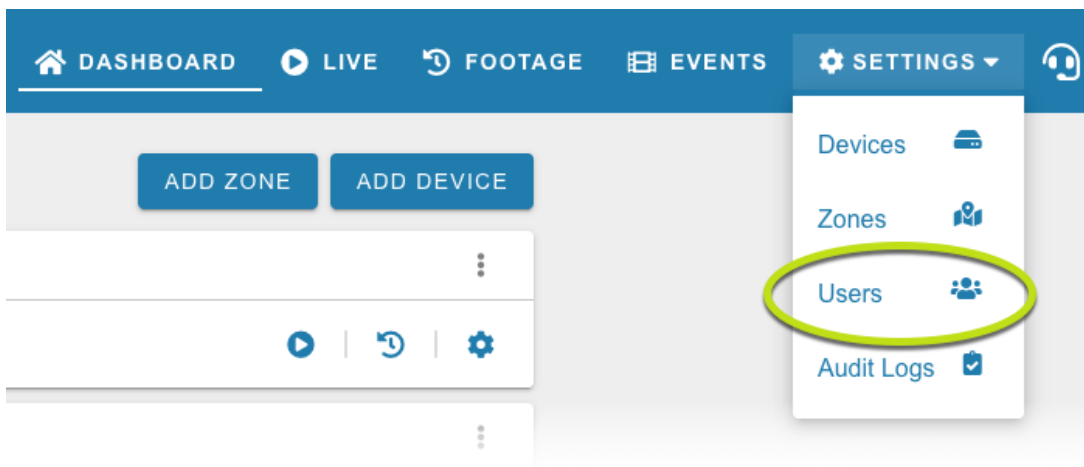 DASHBOARD LIVE FOOTAGE EVENTS SETTINGS
Devices
ADD ZONE ADD DEVICE
Zones
Users
Audit Logs